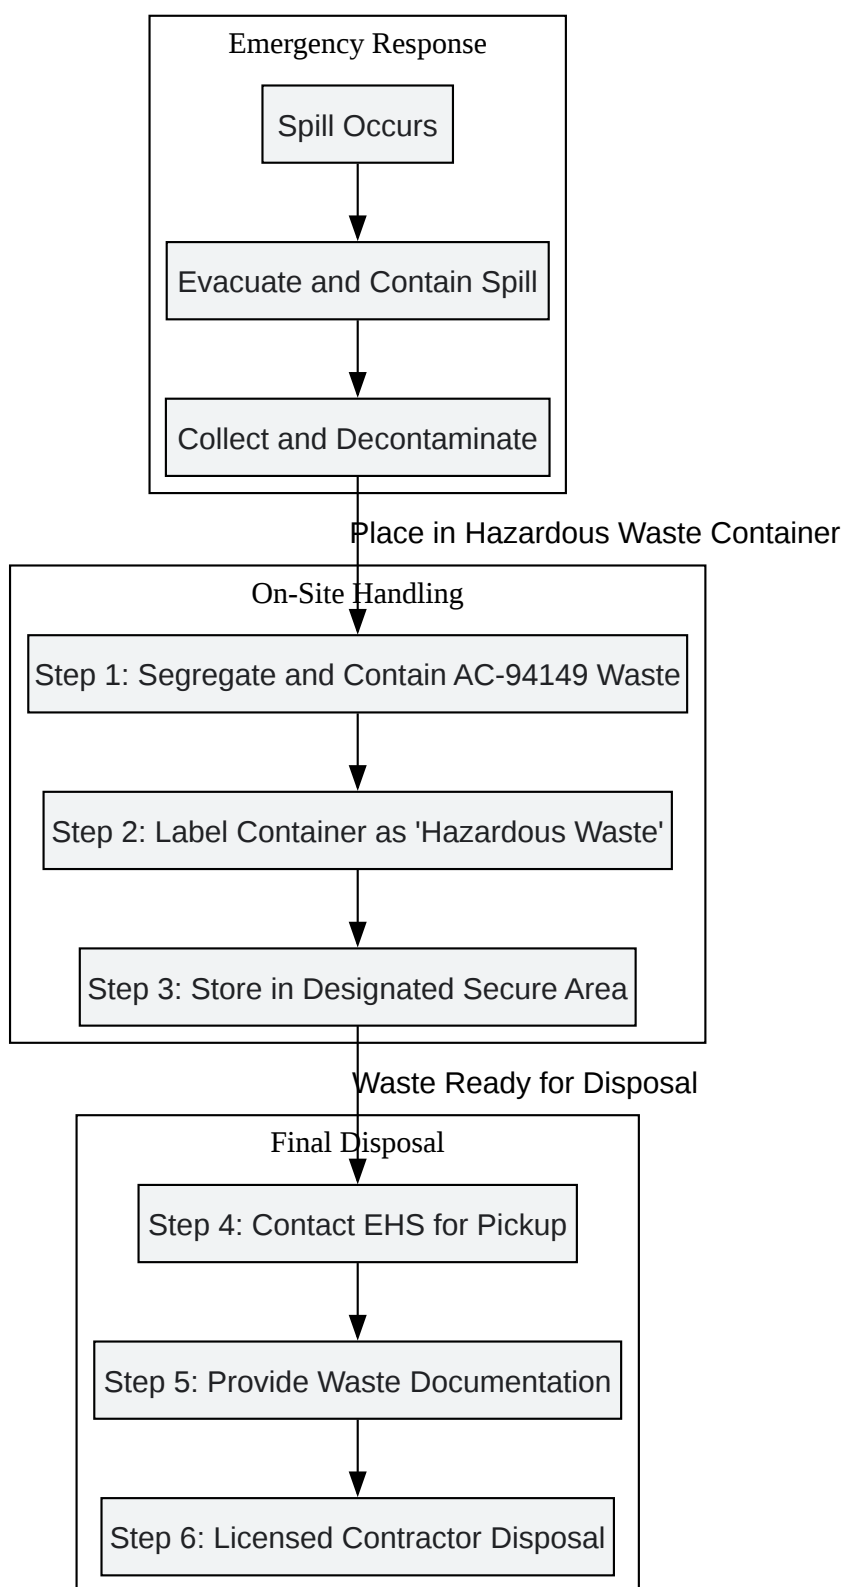 Emergency Response
Spill Occurs
Evacuate and Contain Spill
Collect and Decontaminate
Place in Hazardous Waste Container
On-Site Handling
Step 1: Segregate and Contain AC-94149 Waste
Step 2: Label Container as 'Hazardous Waste'
Step 3: Store in Designated Secure Area
Waste Ready for Disposal
Final Disposal
Step 4: Contact EHS for Pickup
Step 5: Provide Waste Documentation
Step 6: Licensed Contractor Disposal